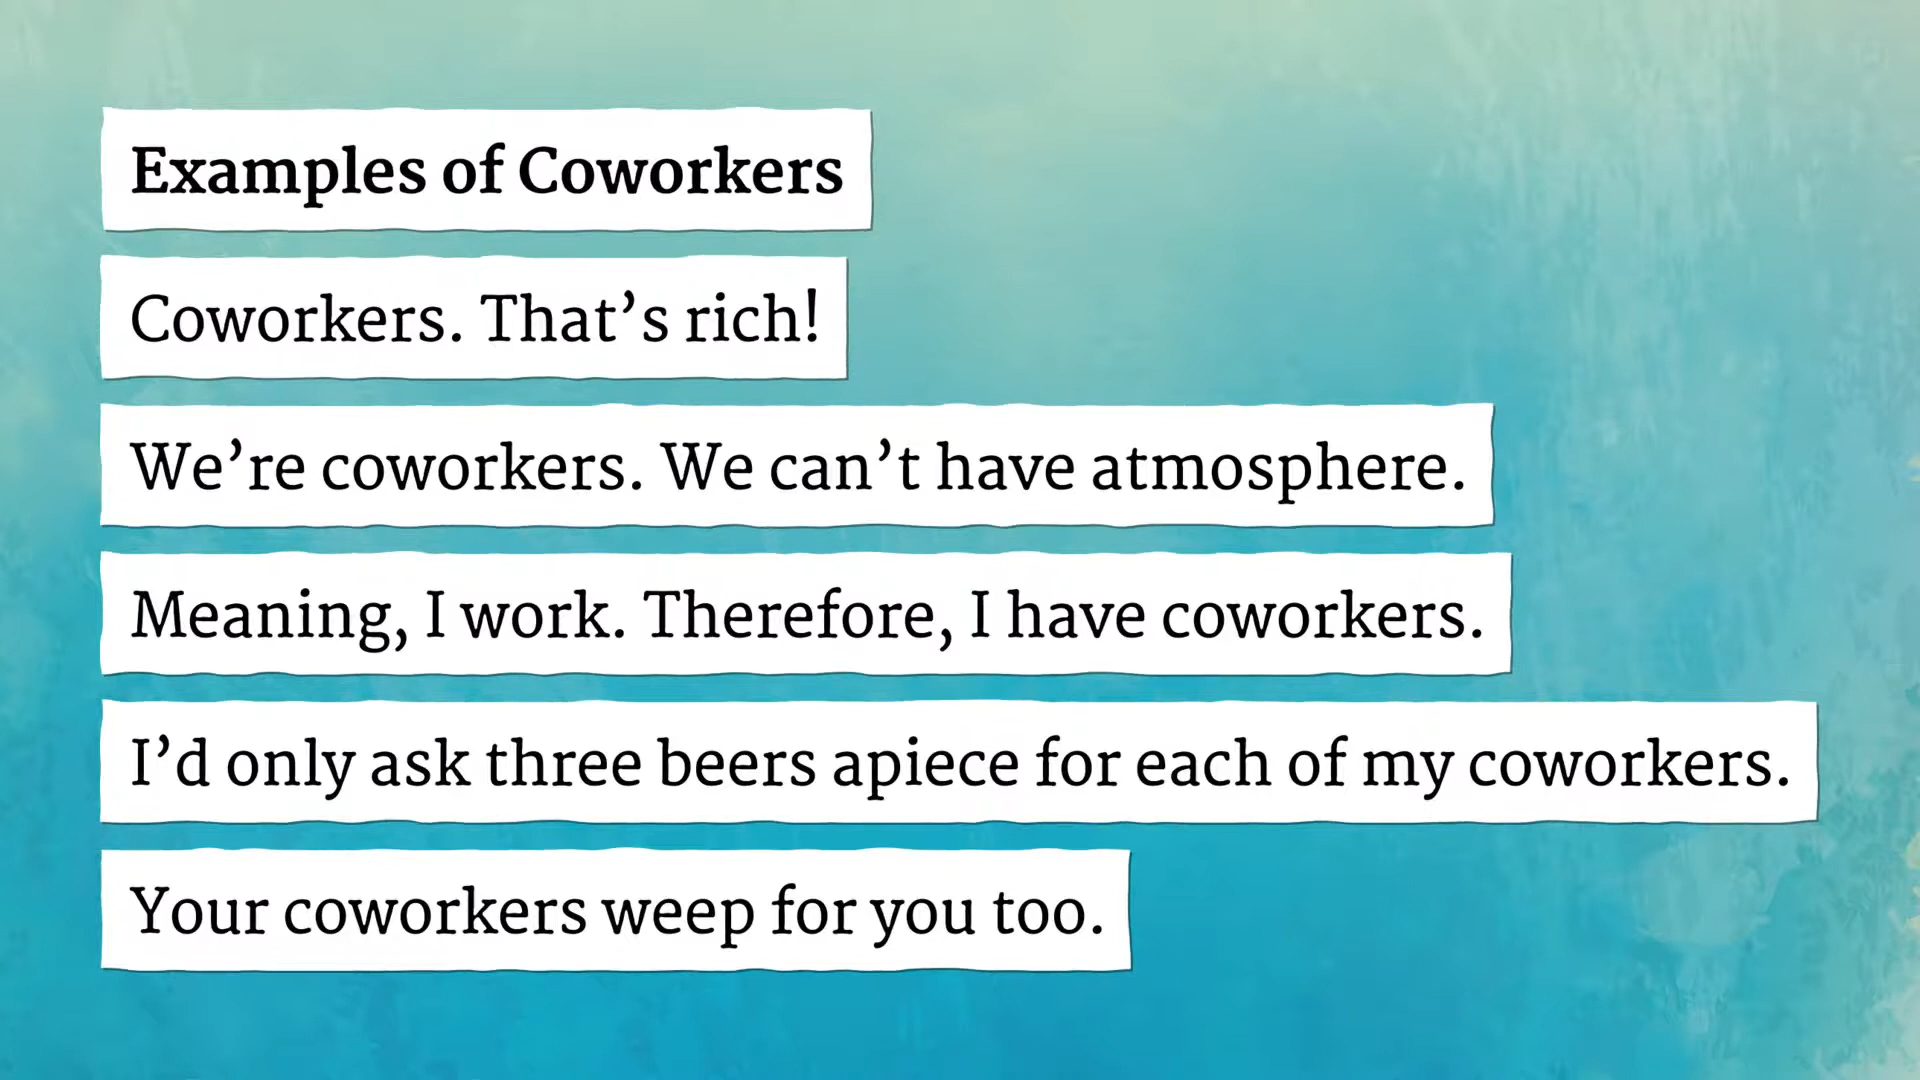 Examples of Coworkers
Coworkers. That’s rich!
We’re coworkers. We can’t have atmosphere.
Meaning, I work. Therefore, I have coworkers.
I’d only ask three beers apiece for each of my coworkers.
Your coworkers weep for you too.